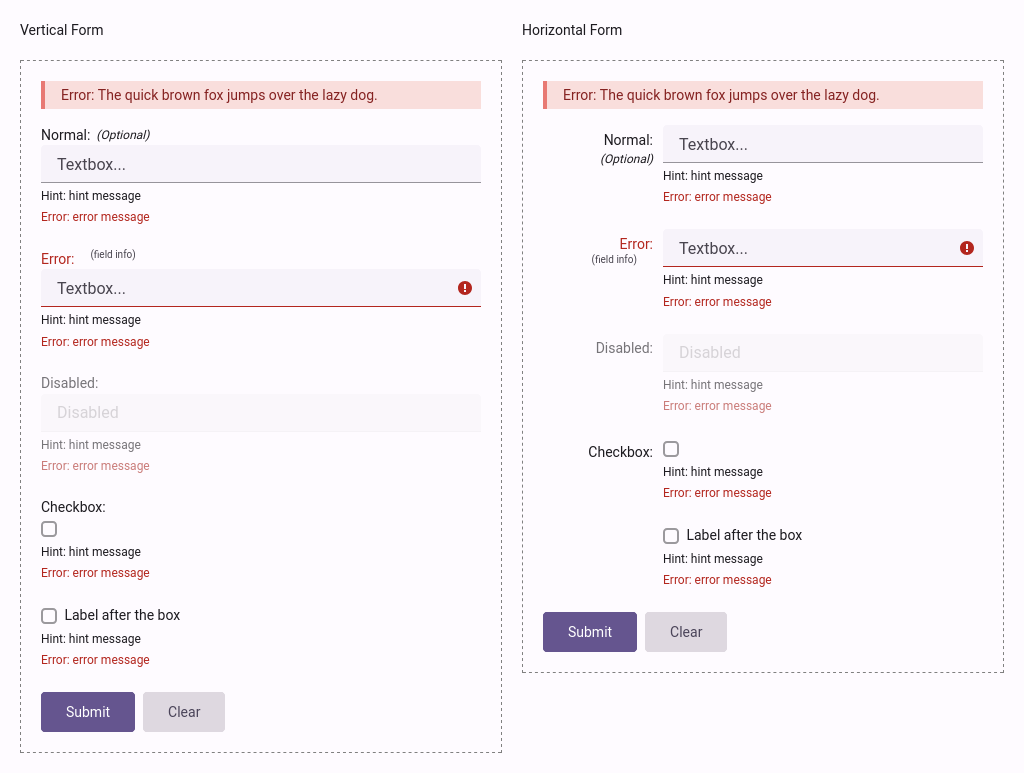 Vertical Form
Error: The quick brown fox jumps over the lazy dog.
Normal: (Optional)
Textbox...
Hint: hint message
Error: error message
Error: (field info)
Textbox...
Hint: hint message
Error: error message
Disabled:
Disabled
Hint: hint message
Error: error message
Checkbox:
Hint: hint message
Error: error message
Label after the box
Hint: hint message
Error: error message
Submit Clear
Horizontal Form
Error: The quick brown fox jumps over the lazy dog.
Normal: Textbox...
(Optional)
Hint: hint message
Error: error message
Error: Textbox...
(field info)
Hint: hint message
Error: error message
Disabled: Disabled
Hint: hint message
Error: error message
Checkbox:
Hint: hint message
Error: error message
Label after the box
Hint: hint message
Error: error message
Submit Clear